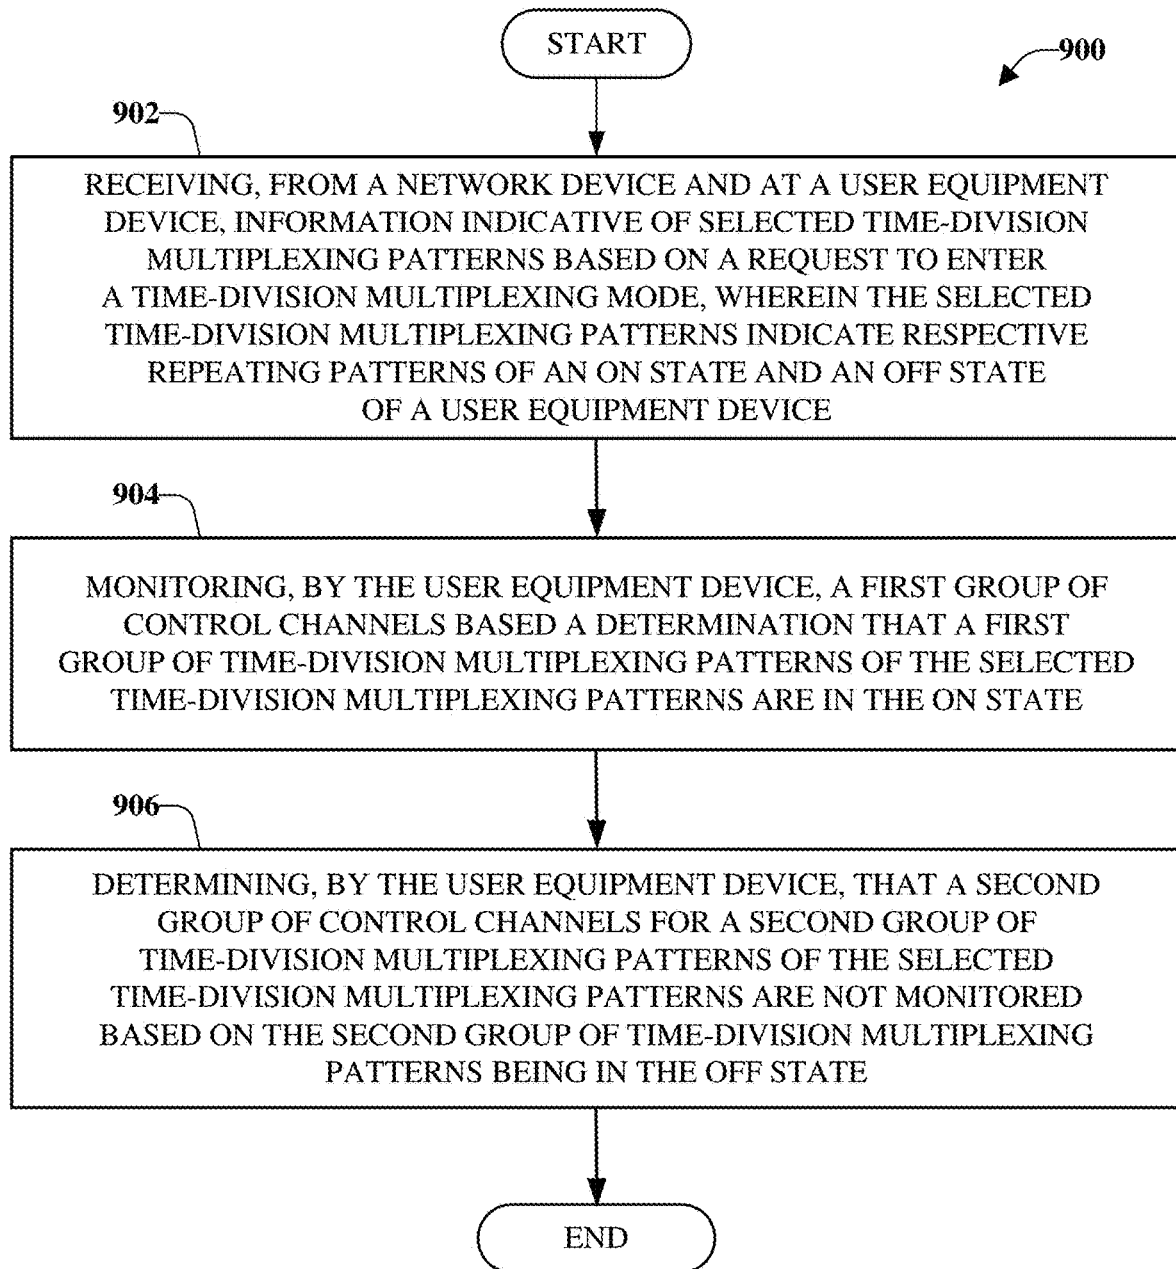 START
900
902
RECEIVING, FROM A NETWORK DEVICE AND AT A USER EQUIPMENT
DEVICE, INFORMATION INDICATIVE OF SELECTED TIME-DIVISION
MULTIPLEXING PATTERNS BASED ON A REQUEST TO ENTER
A TIME-DIVISION MULTIPLEXING MODE, WHEREIN THE SELECTED
TIME-DIVISION MULTIPLEXING PATTERNS INDICATE RESPECTIVE
REPEATING PATTERNS OF AN ON STATE AND AN OFF STATE
OF A USER EQUIPMENT DEVICE
904
MONITORING, BY THE USER EQUIPMENT DEVICE, A FIRST GROUP OF
CONTROL CHANNELS BASED A DETERMINATION THAT A FIRST
GROUP OF TIME-DIVISION MULTIPLEXING PATTERNS OF THE SELECTED
TIME-DIVISION MULTIPLEXING PATTERNS ARE IN THE ON STATE
906
DETERMINING, BY THE USER EQUIPMENT DEVICE, THAT A SECOND
GROUP OF CONTROL CHANNELS FOR A SECOND GROUP OF
TIME-DIVISION MULTIPLEXING PATTERNS OF THE SELECTED
TIME-DIVISION MULTIPLEXING PATTERNS ARE NOT MONITORED
BASED ON THE SECOND GROUP OF TIME-DIVISION MULTIPLEXING
PATTERNS BEING IN THE OFF STATE
END